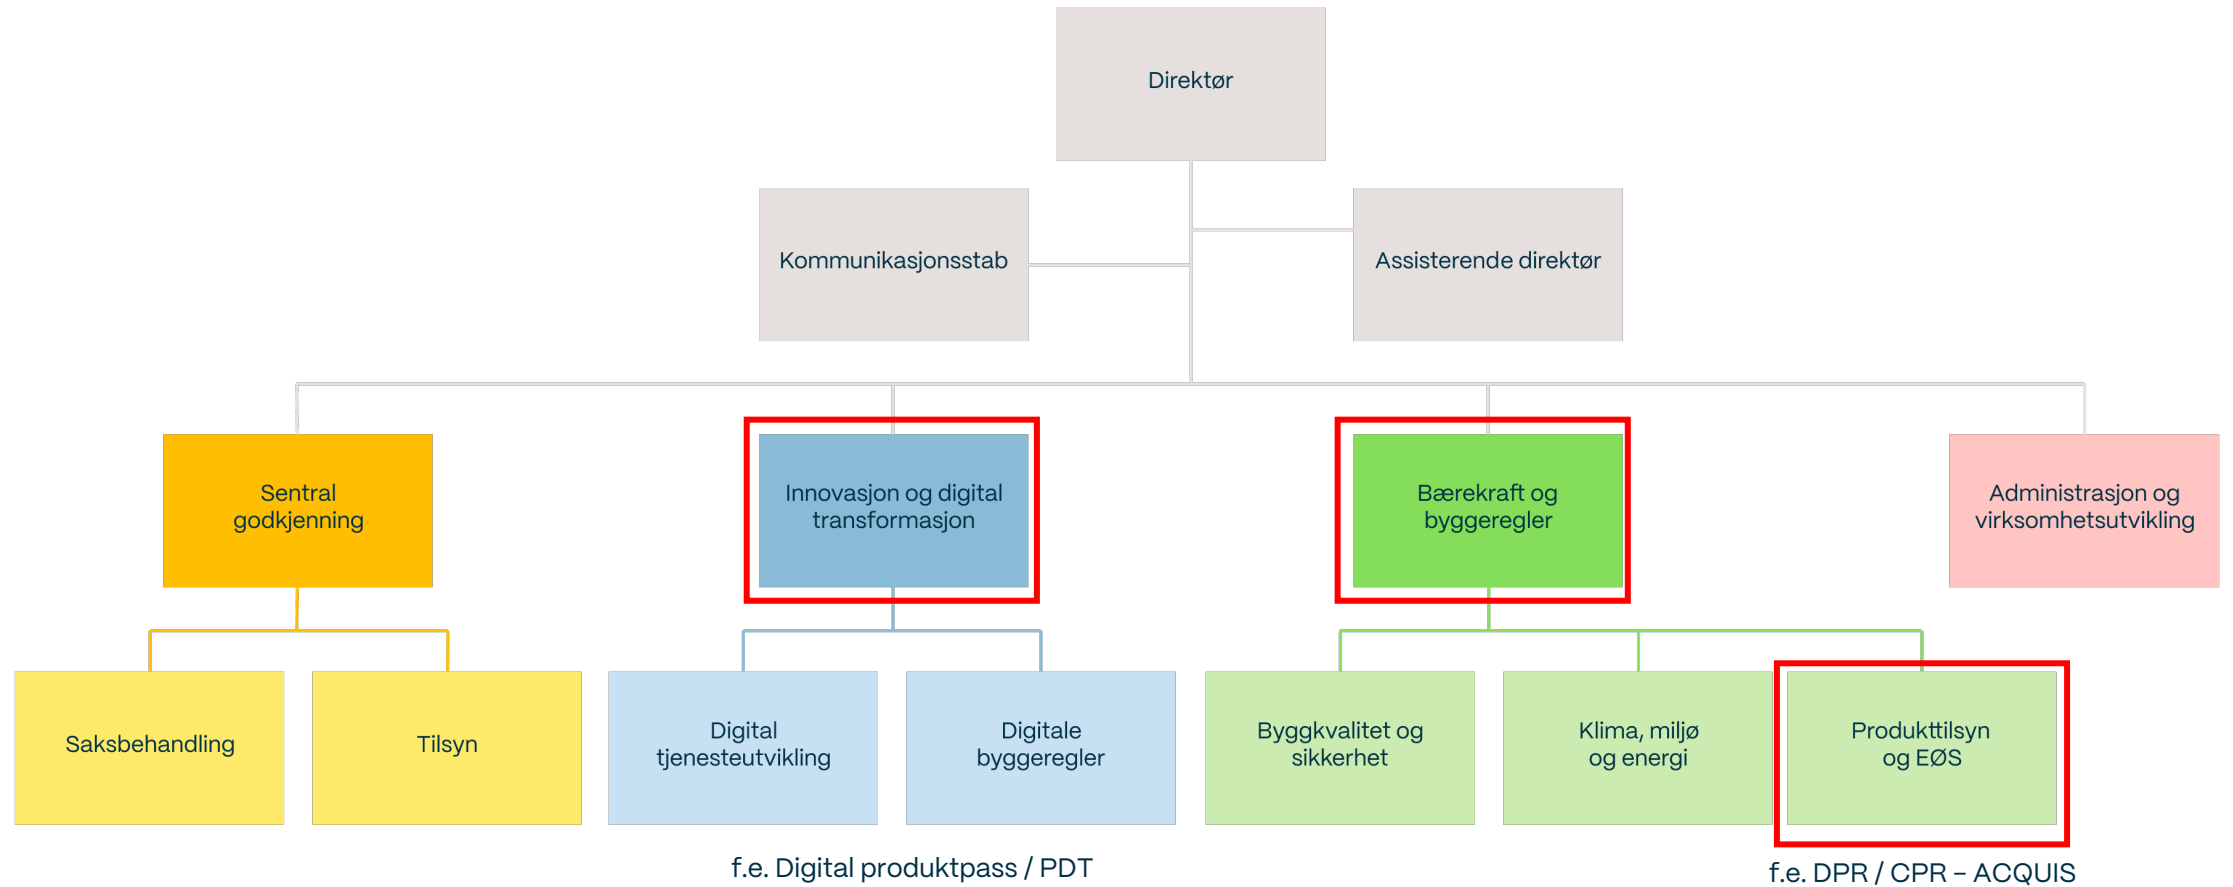 Direktør
Kommunikasjonsstab
Assisterende direktør
Sentral
godkjenning
Innovasjon og digital
transformasjon
Bærekraft og
byggeregler
Administrasjon og
virksomhetsutvikling
Saksbehandling
Tilsyn
Digital
tjenesteutvikling
Digitale
byggeregler
Byggkvalitet og
sikkerhet
Klima, miljø
og energi
Produkttilsyn
og EØS
f.e. Digital produktpass / PDT
f.e. DPR / CPR – ACQUIS